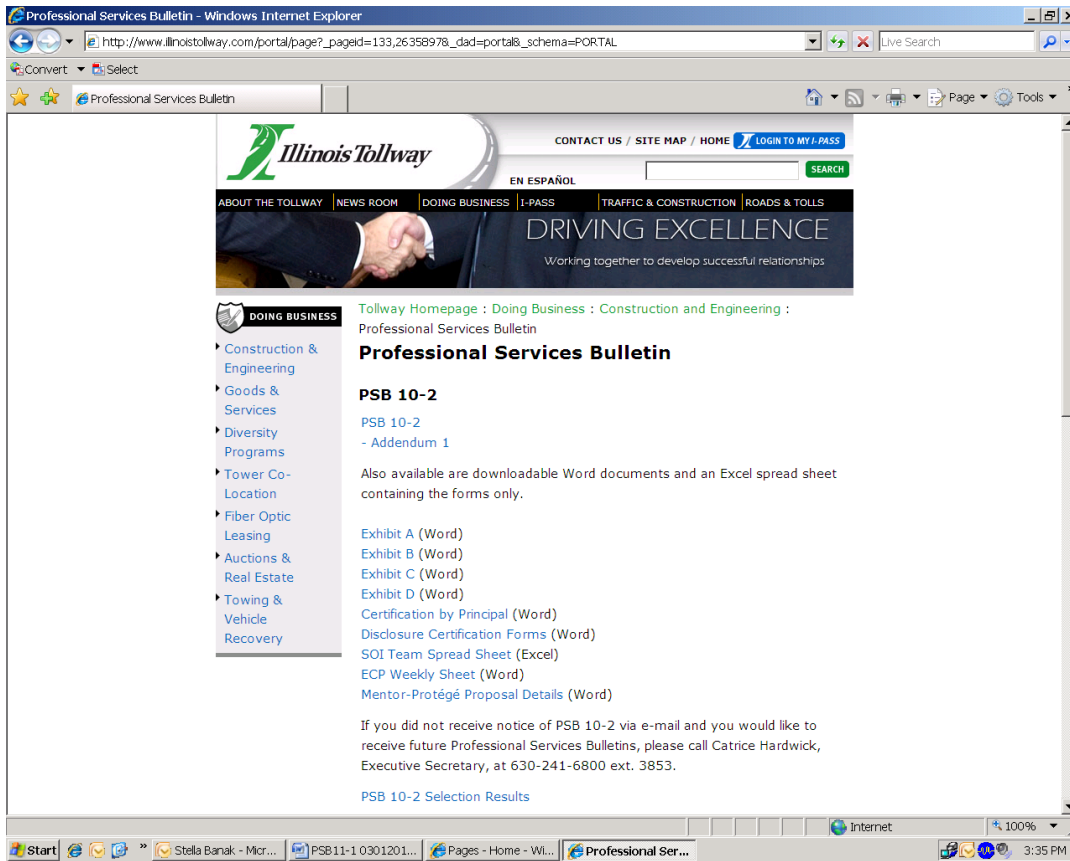 Professional Services Bulletin - Windows Internet Explorer
http://www.illinoistollway.com/portal/page?_pageid=133,2635897&_dad=portal&_schema=PORTAL
Live Search
Convert Select
Professional Services Bulletin
Page Tools
Illinois Tollway
CONTACT US / SITE MAP / HOME LOGIN TO MY I-PASS
SEARCH
EN ESPAÑOL
ABOUT THE TOLLWAY NEWS ROOM DOING BUSINESS I-PASS TRAFFIC & CONSTRUCTION ROADS & TOLLS
DRIVING EXCELLENCE
Working together to develop successful relationships
DOING BUSINESS
Construction &
Engineering
Goods &
Services
Diversity
Programs
Tower Co-
Location
Fiber Optic
Leasing
Auctions &
Real Estate
Towing &
Vehicle
Recovery
Tollway Homepage : Doing Business : Construction and Engineering :
Professional Services Bulletin
Professional Services Bulletin
PSB 10-2
PSB 10-2
- Addendum 1
Also available are downloadable Word documents and an Excel spread sheet
containing the forms only.
Exhibit A (Word)
Exhibit B (Word)
Exhibit C (Word)
Exhibit D (Word)
Certification by Principal (Word)
Disclosure Certification Forms (Word)
SOI Team Spread Sheet (Excel)
ECP Weekly Sheet (Word)
Mentor-Protégé Proposal Details (Word)
If you did not receive notice of PSB 10-2 via e-mail and you would like to
receive future Professional Services Bulletins, please call Catrice Hardwick,
Executive Secretary, at 630-241-6800 ext. 3853.
PSB 10-2 Selection Results
Internet 100%
Start Stella Banak - Micr... PSB11-1 0301201... Pages - Home - Wi... Professional Ser... 3:35 PM